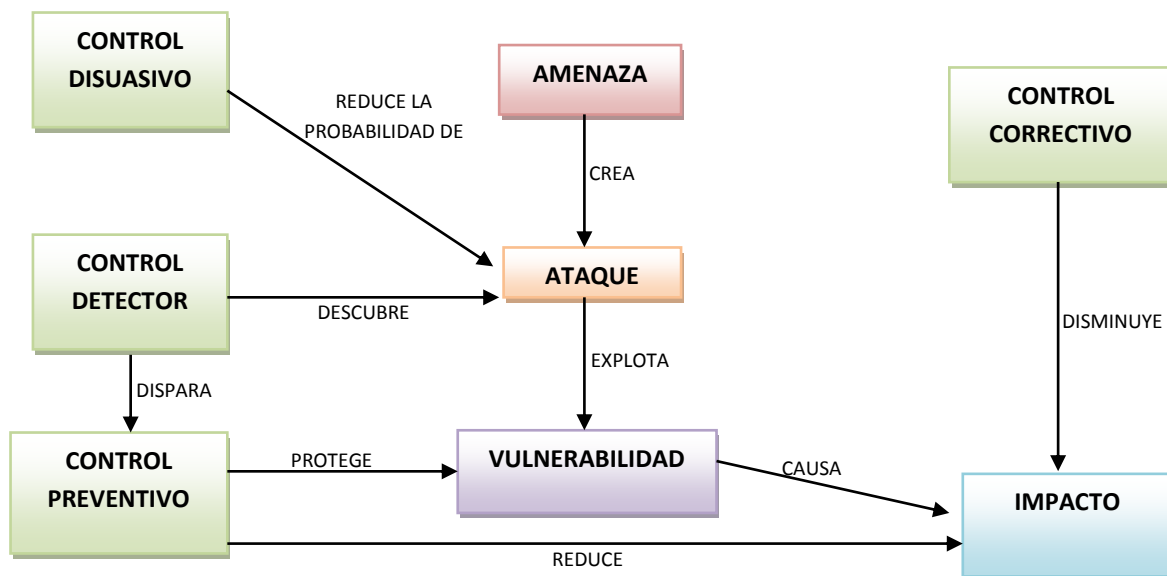 CONTROL
DISUASIVO
REDUCE LA
PROBABILIDAD DE
AMENAZA
CONTROL
CORRECTIVO
CREA
CONTROL
DETECTOR
ATAQUE
DESCUBRE
DISMINUYE
EXPLOTA
DISPARA
CONTROL
PREVENTIVO
PROTEGE
VULNERABILIDAD
CAUSA
IMPACTO
REDUCE